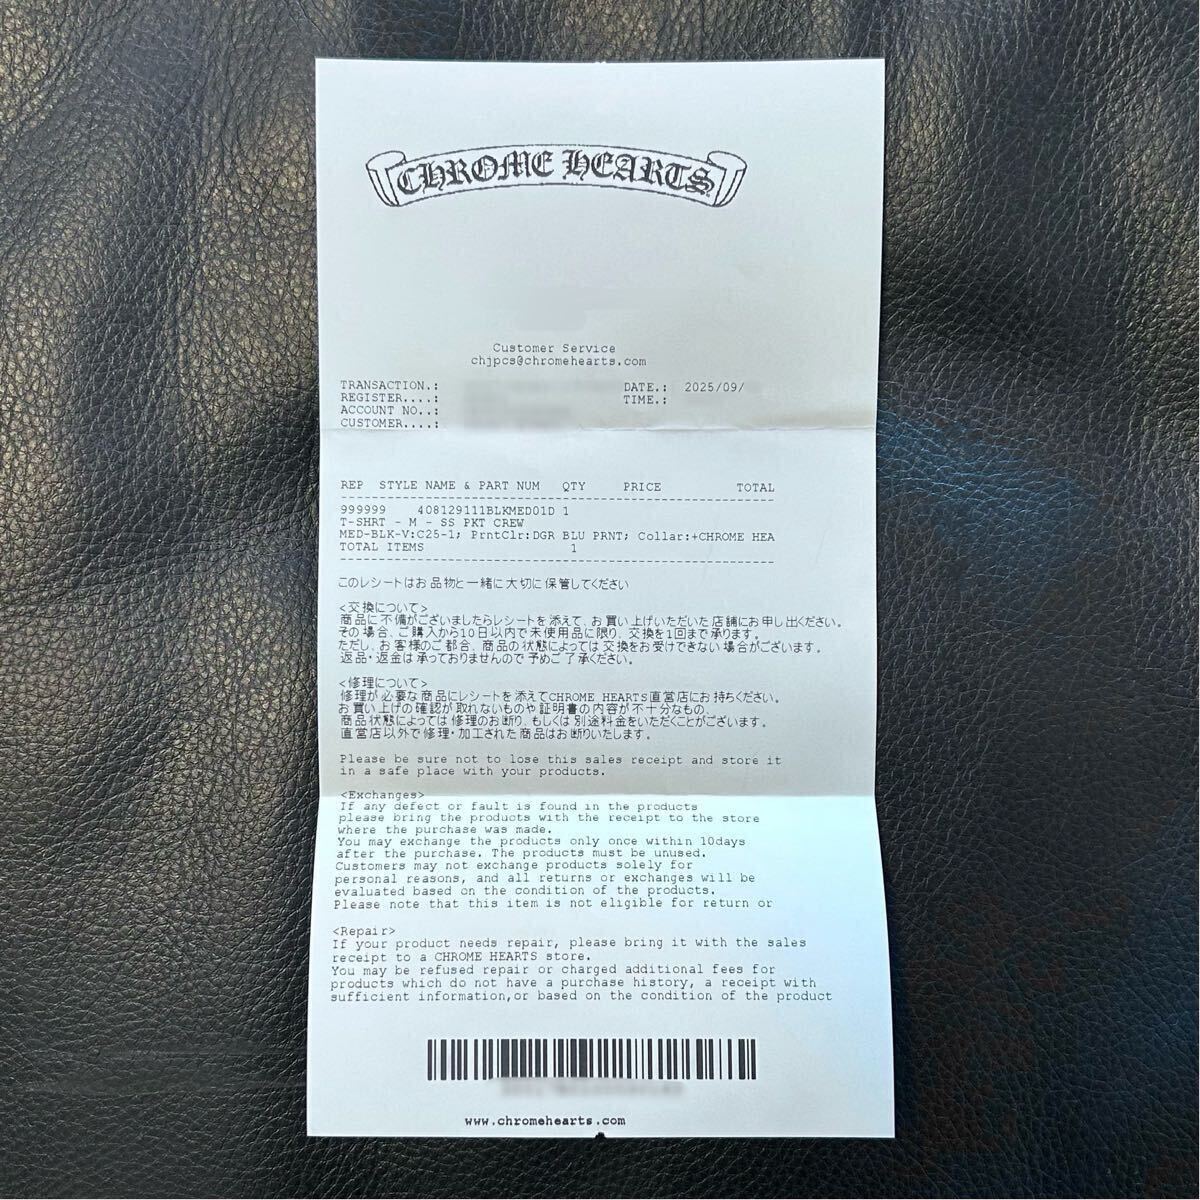 CHROME HEARTS
Customer Service
chjpcs@chromehearts.com
TRANSACTION.: DATE.: 2025/09/
REGISTER....: TIME.:
ACCOUNT NO..:
CUSTOMER....:
REP STYLE NAME & PART NUM QTY PRICE TOTAL
999999 408129111BLKMED01D 1
T-SHRT - M - SS PKT CREW
MED-BLK-V:C25-1; PrntClr:DGR BLU PRNT; Collar:+CHROME HEA
TOTAL ITEMS 1
このレシートはお品物と一緒に大切に保管してください
<交換について>
商品に不備がございましたらレシートを添えて、お買い上げいただいた店舗にお申し出ください。
その場合、ご購入から10日以内で未使用品に限り、交換を1回まで承ります。
ただし、お客様のご都合、商品の状態によっては交換をお受けできない場合がございます。
返品・返金は承っておりませんので予めご了承ください。
<修理について>
修理が必要な商品にレシートを添えてCHROME HEARTS直営店にお持ちください。
お買い上げの確認が取れないものや証明書の内容が不十分なもの、
商品状態によっては修理のお断り、もしくは別途料金をいただくことがございます。
直営店以外で修理・加工された商品はお断りいたします。
Please be sure not to lose this sales receipt and store it
in a safe place with your products.
<Exchanges>
If any defect or fault is found in the products
please bring the products with the receipt to the store
where the purchase was made.
You may exchange the products only once within 10days
after the purchase. The products must be unused.
Customers may not exchange products solely for
personal reasons, and all returns or exchanges will be
evaluated based on the condition of the products.
Please note that this item is not eligible for return or
<Repair>
If your product needs repair, please bring it with the sales
receipt to a CHROME HEARTS store.
You may be refused repair or charged additional fees for
products which do not have a purchase history, a receipt with
sufficient information,or based on the condition of the product
www.chromehearts.com